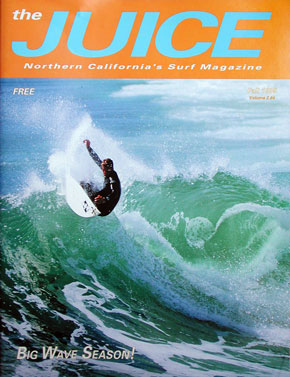 the
JUICE
Northern California's Surf Magazine
FREE
BIG WAVE SEASON!